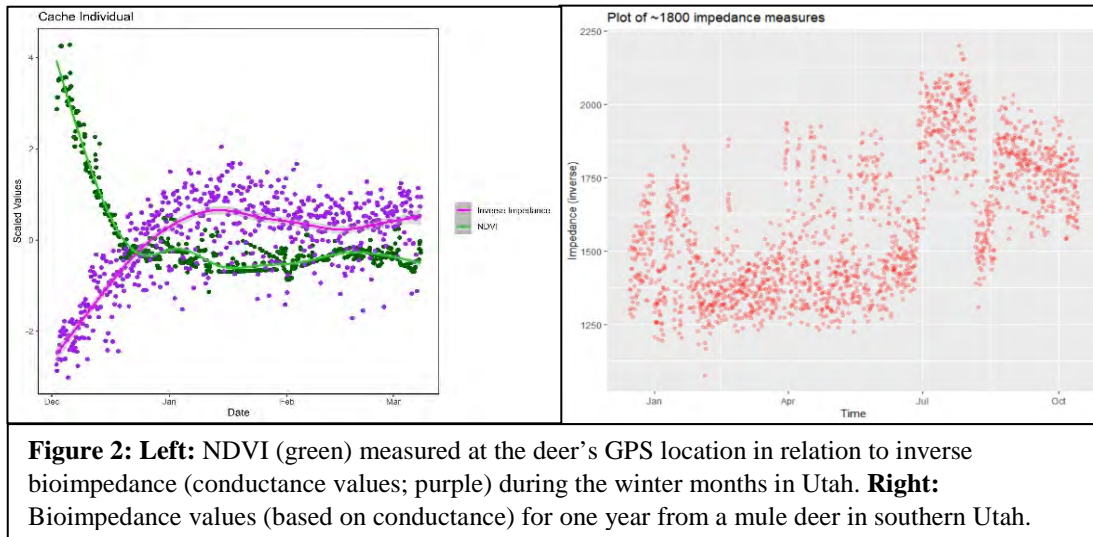 Cache Individual
4
2
0
-2
Scaled Values
Dec
Jan
Feb
Mar
Date
Inverse Impedance
NDVI
Plot of ~1800 impedance measures
2250
2000
1750
1500
1250
Impedance (inverse)
Jan
Apr
Jul
Oct
Time
Figure 2: Left: NDVI (green) measured at the deer’s GPS location in relation to inverse
bioimpedance (conductance values; purple) during the winter months in Utah. Right:
Bioimpedance values (based on conductance) for one year from a mule deer in southern Utah.